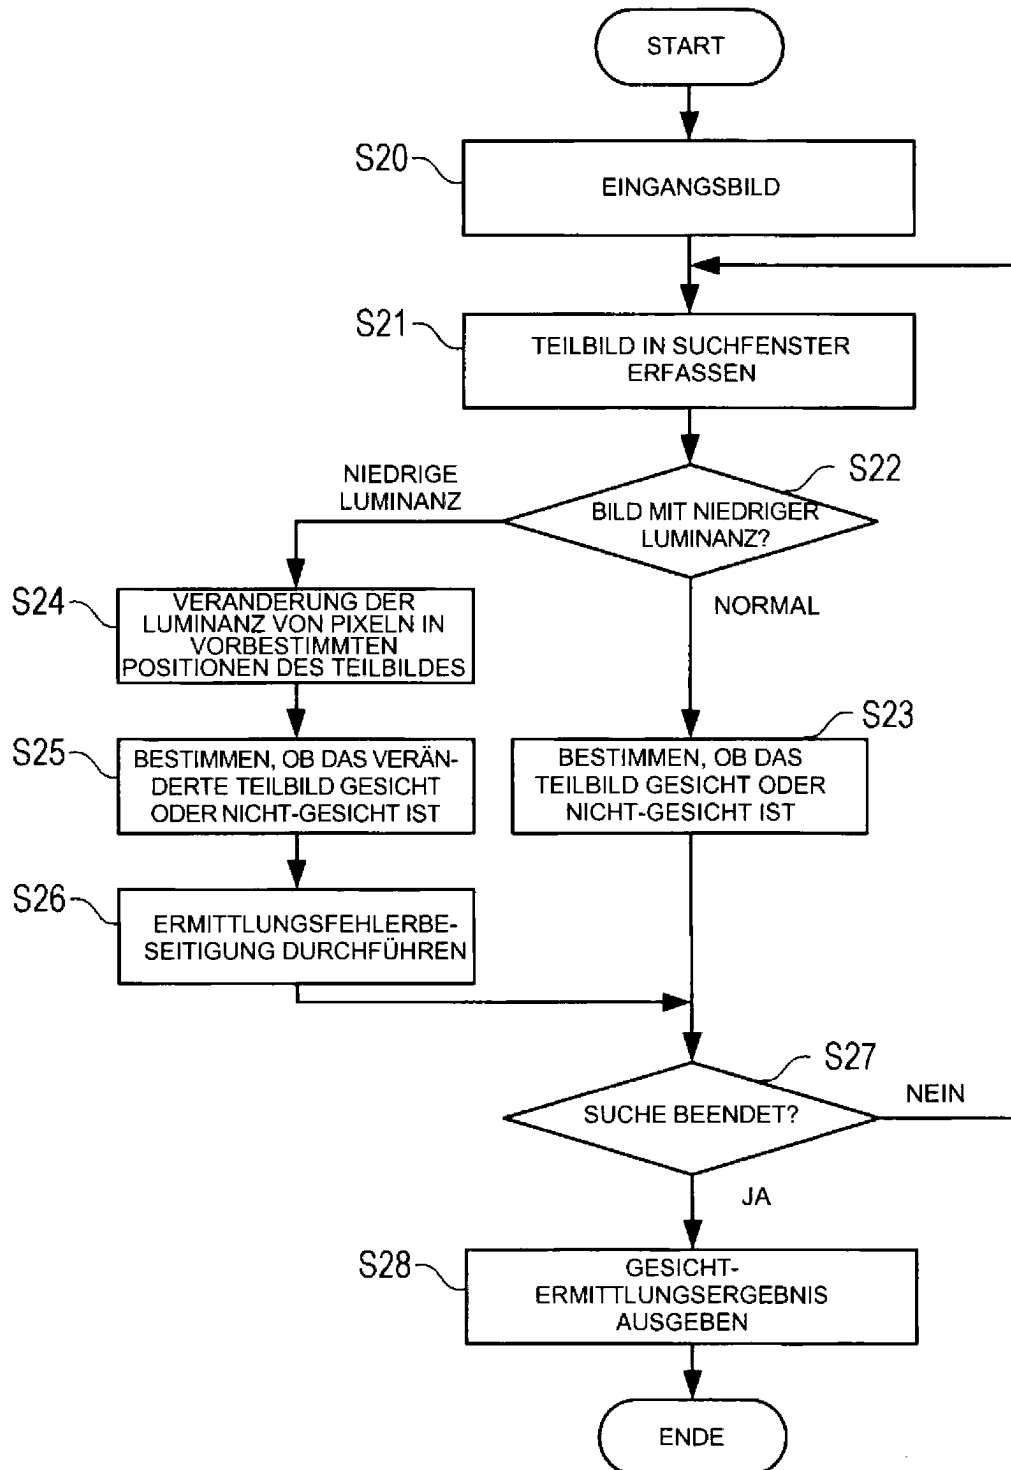 START
S20
EINGANGSBILD
S21
TEILBILD IN SUCHFENSTER
ERFASSEN
S22
BILD MIT NIEDRIGER
LUMINANZ?
NIEDRIGE
LUMINANZ
NORMAL
S24
VERANDERUNG DER
LUMINANZ VON PIXELN IN
VORBESTIMMTEN
POSITIONEN DES TEILBILDES
S23
BESTIMMEN, OB DAS
TEILBILD GESICHT ODER
NICHT-GESICHT IST
S25
BESTIMMEN, OB DAS VERÄN-
DERTE TEILBILD GESICHT
ODER NICHT-GESICHT IST
S26
ERMITTLUNGSFEHLERBE-
SEITIGUNG DURCHFÜHREN
S27
SUCHE BEENDET?
NEIN
JA
S28
GESICHT-
ERMITTLUNGSERGEBNIS
AUSGEBEN
ENDE